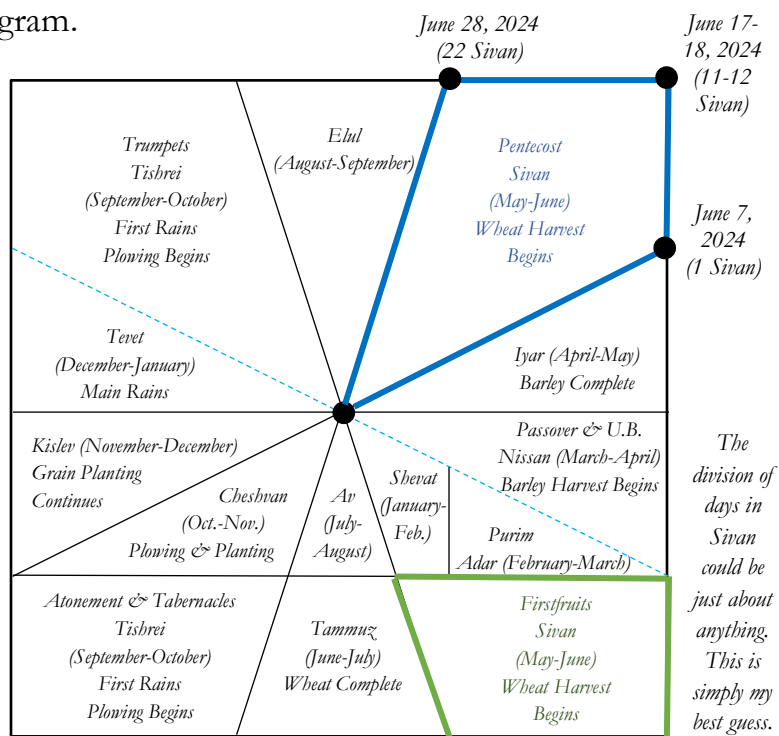 gram.
June 28, 2024
(22 Sivan)
June 17-
18, 2024
(11-12
Sivan)
Trumpets
Tishrei
(September-October)
First Rains
Plowing Begins
Elul
(August-September)
Pentecost
Sivan
(May-June)
Wheat Harvest
Begins
June 7,
2024
(1 Sivan)
Tevet
(December-January)
Main Rains
Iyar (April-May)
Barley Complete
Kislev (November-December)
Grain Planting
Continues
Cheshvan
(Oct.-Nov.)
Plowing & Planting
Av
(July-
August)
Shevat
(January-
Feb.)
Passover & U.B.
Nissan (March-April)
Barley Harvest Begins
Purim
Adar (February-March)
Atonement & Tabernacles
Tishrei
(September-October)
First Rains
Plowing Begins
Tammuz
(June-July)
Wheat Complete
Firstfruits
Sivan
(May-June)
Wheat Harvest
Begins
The
division of
days in
Sivan
could be
just about
anything.
This is
simply my
best guess.